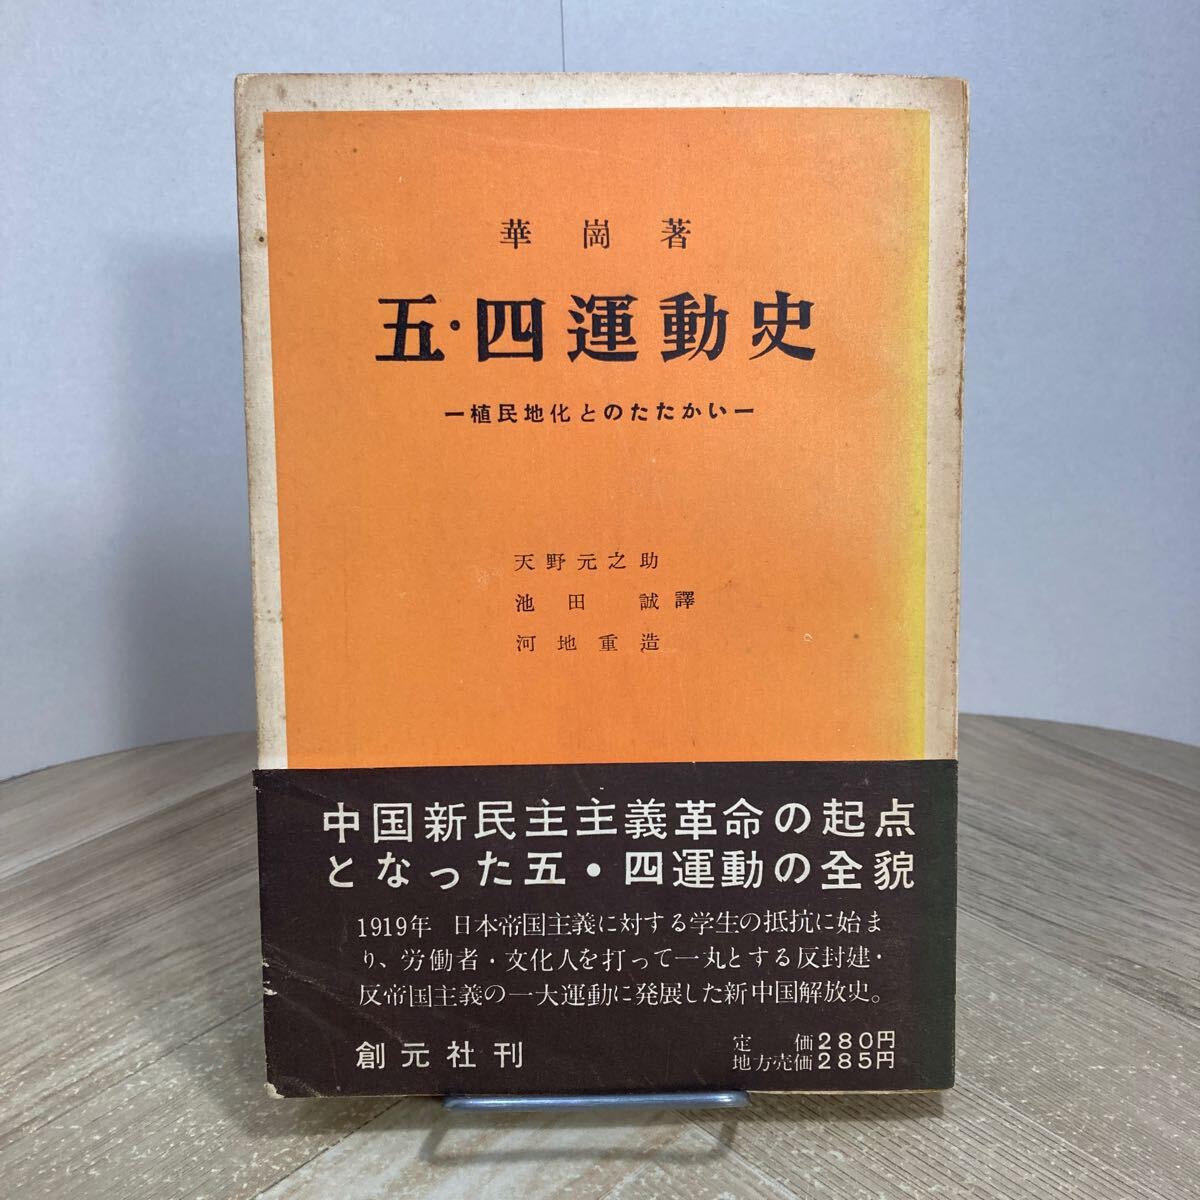 華崗著
五・四運動史
―植民地化とのたたかい―
天野元之助
池田誠譯
河地重造
中国新民主主義革命の起点
となった五・四運動の全貌
1919年 日本帝国主義に対する学生の抵抗に始ま
り、労働者・文化人を打って一丸とする反封建・
反帝国主義の一大運動に発展した新中国解放史。
創元社刊
定価280円
地方売価285円